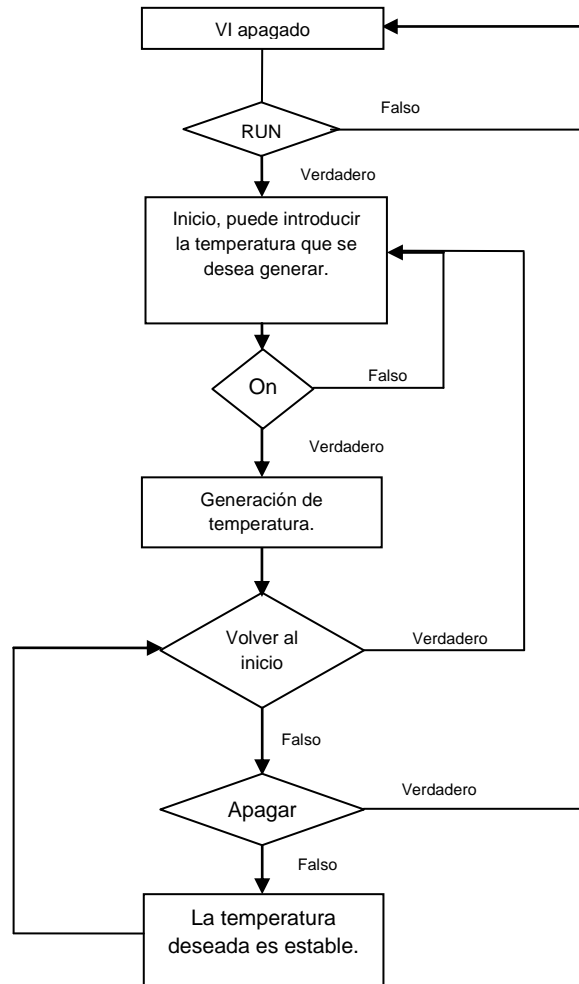 VI apagado
Falso
RUN
Verdadero
Inicio, puede introducir
la temperatura que se
desea generar.
On
Falso
Verdadero
Generación de
temperatura.
Volver al
inicio
Verdadero
Falso
Apagar
Verdadero
Falso
La temperatura
deseada es estable.